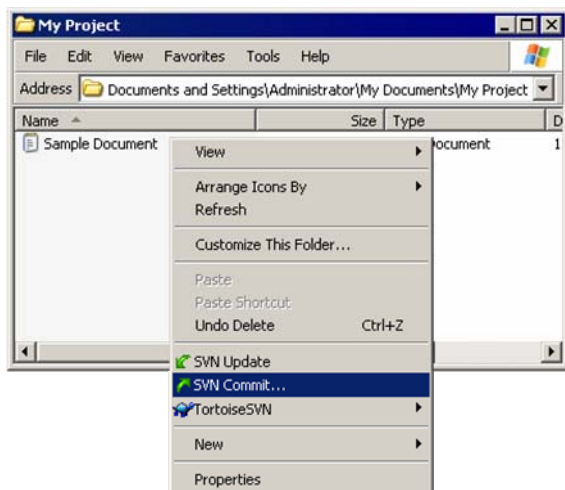 My Project
File Edit View Favorites Tools Help
Address Documents and Settings\Administrator\My Documents\My Project
Name Size Type D
Sample Document ocument 1
View
Arrange Icons By
Refresh
Customize This Folder...
Paste
Paste Shortcut
Undo Delete Ctrl+Z
SVN Update
SVN Commit...
TortoiseSVN
New
Properties